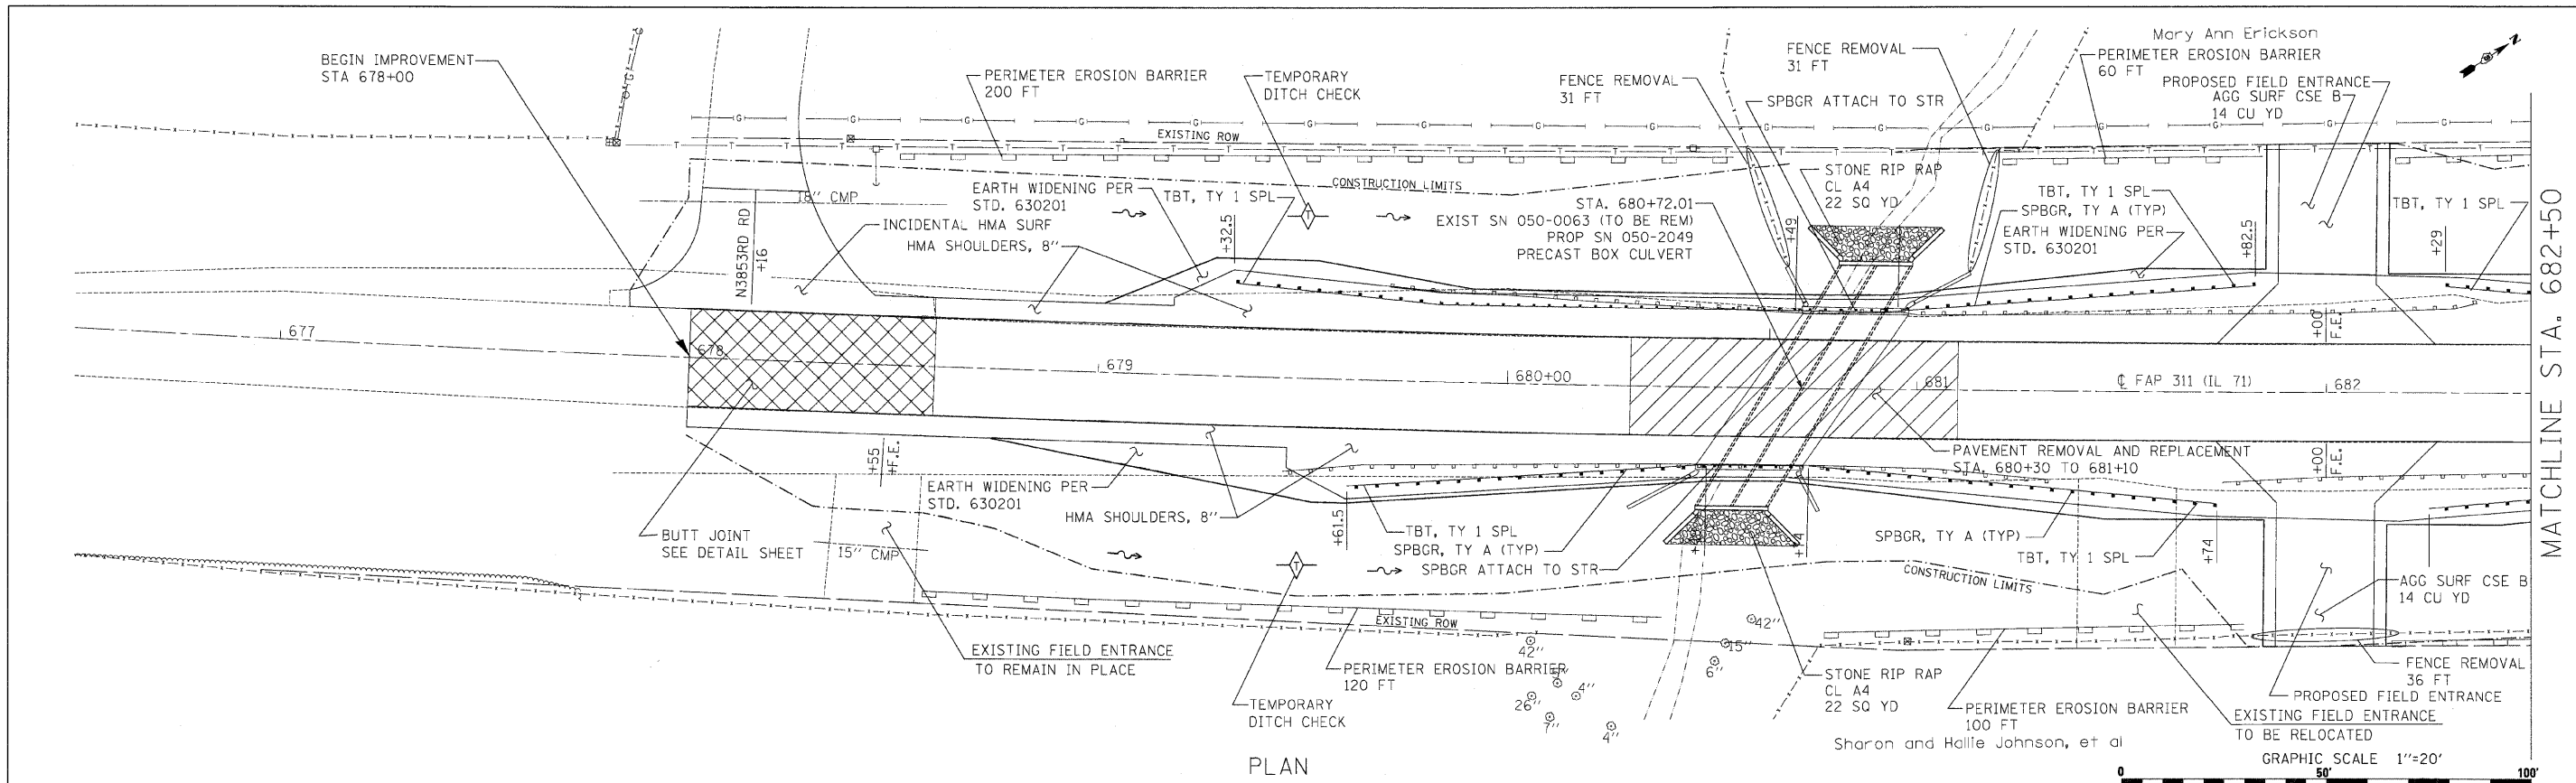 BEGIN IMPROVEMENT
STA 678+00
PERIMETER EROSION BARRIER
200 FT
TEMPORARY
DITCH CHECK
FENCE REMOVAL
31 FT
SPBGR ATTACH TO STR
FENCE REMOVAL
31 FT
Mary Ann Erickson
PERIMETER EROSION BARRIER
60 FT
PROPOSED FIELD ENTRANCE
AGG SURF CSE B
14 CU YD
N
EXISTING ROW
CONSTRUCTION LIMITS
18" CMP
N3853RD RD
+16
INCIDENTAL HMA SURF
HMA SHOULDERS, 8"
EARTH WIDENING PER
STD. 630201
TBT, TY 1 SPL
+32.5
T
STA. 680+72.01
EXIST SN 050-0063 (TO BE REM)
PROP SN 050-2049
PRECAST BOX CULVERT
+49
STONE RIP RAP
CL A4
22 SQ YD
TBT, TY 1 SPL
SPBGR, TY A (TYP)
EARTH WIDENING PER
STD. 630201
+82.5
TBT, TY 1 SPL
+29
+00
F.E.
MATCHLINE STA. 682+50
677
678
679
680+00
681
℄ FAP 311 (IL 71)
682
PAVEMENT REMOVAL AND REPLACEMENT
STA. 680+30 TO 681+10
+00
F.E.
+55
F.E.
BUTT JOINT
SEE DETAIL SHEET
15" CMP
EARTH WIDENING PER
STD. 630201
HMA SHOULDERS, 8"
+61.5
TBT, TY 1 SPL
SPBGR, TY A (TYP)
SPBGR ATTACH TO STR
T
SPBGR, TY A (TYP)
TBT, TY 1 SPL
+74
CONSTRUCTION LIMITS
AGG SURF CSE B
14 CU YD
EXISTING ROW
EXISTING FIELD ENTRANCE
TO REMAIN IN PLACE
PERIMETER EROSION BARRIER
120 FT
TEMPORARY
DITCH CHECK
42"
26"
7"
4"
4"
42"
15"
6"
STONE RIP RAP
CL A4
22 SQ YD
PERIMETER EROSION BARRIER
100 FT
Sharon and Hallie Johnson, et al
FENCE REMOVAL
36 FT
PROPOSED FIELD ENTRANCE
EXISTING FIELD ENTRANCE
TO BE RELOCATED
PLAN
GRAPHIC SCALE 1"=20'
0 50' 100'